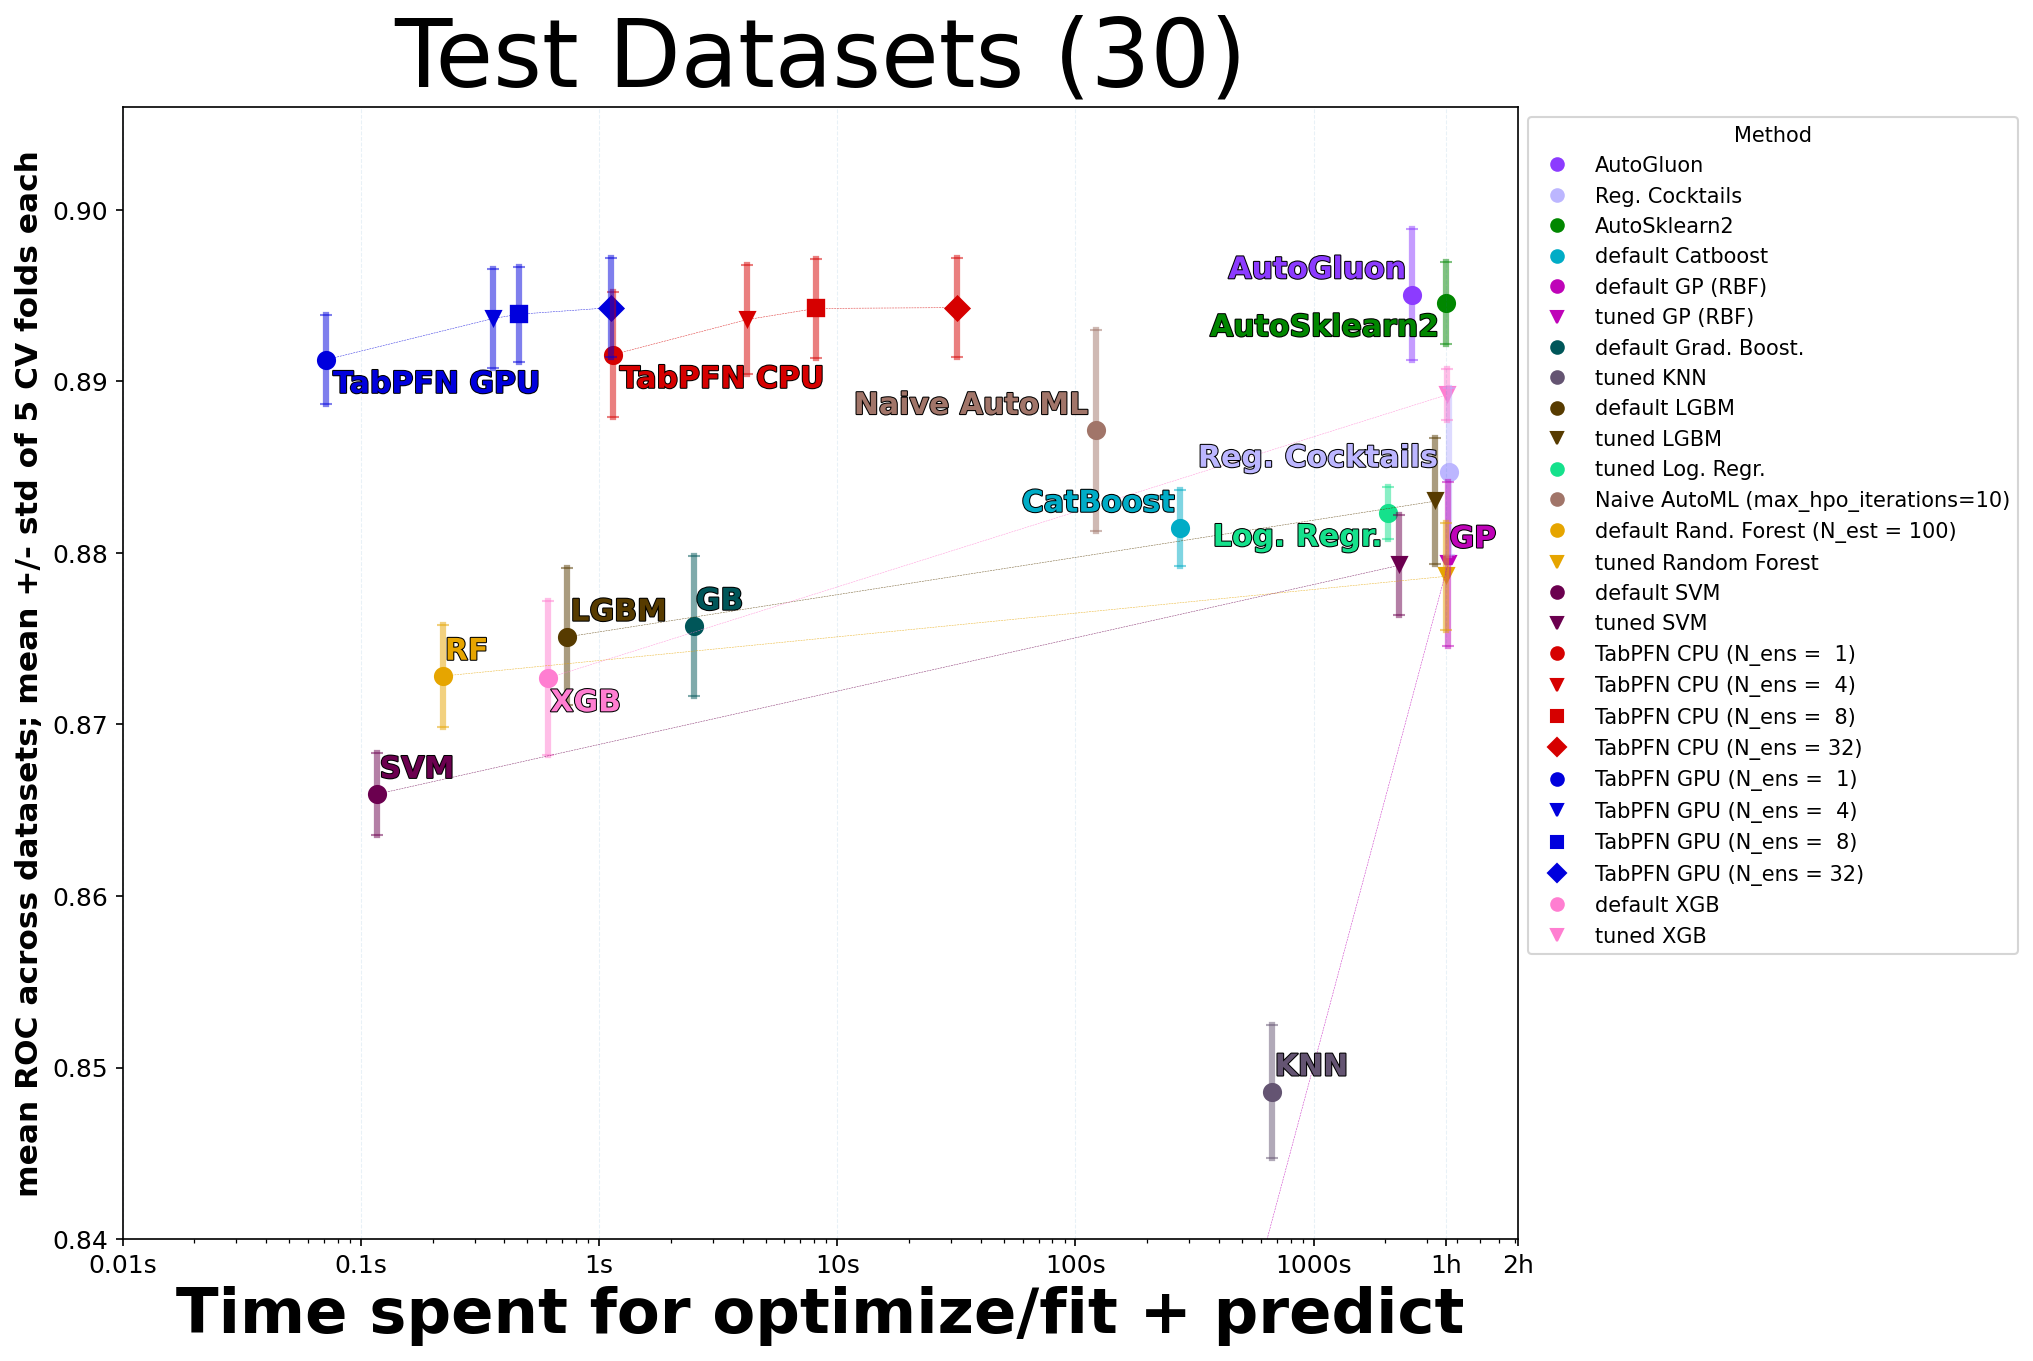 Test Datasets (30)
mean ROC across datasets; mean +/- std of 5 CV folds each
0.90
0.89
0.88
0.87
0.86
0.85
0.84
AutoGluon
AutoSklearn2
TabPFN GPU
TabPFN CPU
Naive AutoML
Reg. Cocktails
CatBoost
Log. Regr.
GP
GB
LGBM
RF
XGB
SVM
KNN
0.01s
0.1s
1s
10s
100s
1000s
1h
2h
Time spent for optimize/fit + predict
Method
AutoGluon
Reg. Cocktails
AutoSklearn2
default Catboost
default GP (RBF)
tuned GP (RBF)
default Grad. Boost.
tuned KNN
default LGBM
tuned LGBM
tuned Log. Regr.
Naive AutoML (max_hpo_iterations=10)
default Rand. Forest (N_est = 100)
tuned Random Forest
default SVM
tuned SVM
TabPFN CPU (N_ens =  1)
TabPFN CPU (N_ens =  4)
TabPFN CPU (N_ens =  8)
TabPFN CPU (N_ens = 32)
TabPFN GPU (N_ens =  1)
TabPFN GPU (N_ens =  4)
TabPFN GPU (N_ens =  8)
TabPFN GPU (N_ens = 32)
default XGB
tuned XGB